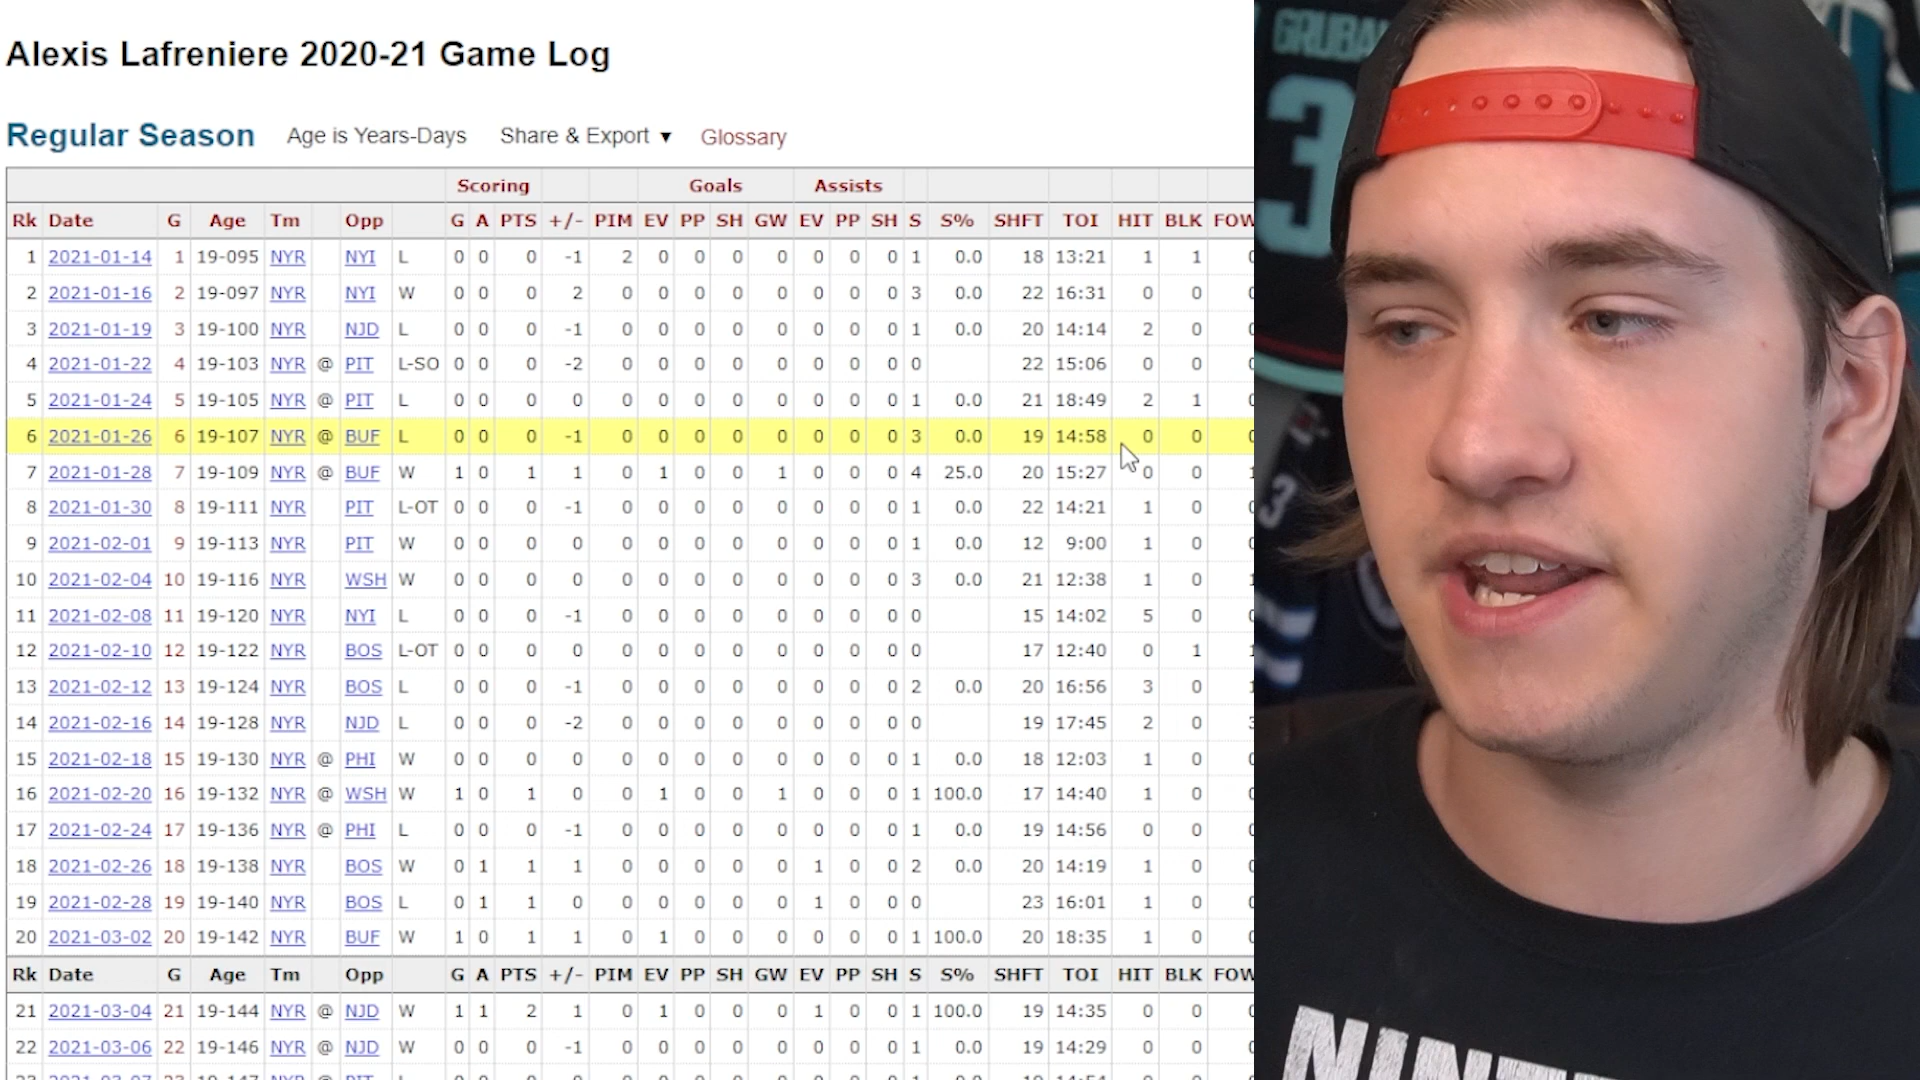 Alexis Lafreniere 2020-21 Game Log
GRUBA
3
Regular Season Age is Years-Days Share & Export ▼ Glossary
Scoring Goals Assists
Rk Date G Age Tm Opp G A PTS +/- PIM EV PP SH GW EV PP SH S S% SHFT TOI HIT BLK FOW
1 2021-01-14 1 19-095 NYR NYI L 0 0 0 -1 2 0 0 0 0 0 0 0 1 0.0 18 13:21 1 1 0
2 2021-01-16 2 19-097 NYR NYI W 0 0 0 2 0 0 0 0 0 0 0 0 3 0.0 22 16:31 0 0 0
3 2021-01-19 3 19-100 NYR NJD L 0 0 0 -1 0 0 0 0 0 0 0 0 1 0.0 20 14:14 2 0 0
4 2021-01-22 4 19-103 NYR @ PIT L-SO 0 0 0 -2 0 0 0 0 0 0 0 0 0 22 15:06 0 0 0
5 2021-01-24 5 19-105 NYR @ PIT L 0 0 0 0 0 0 0 0 0 0 0 0 1 0.0 21 18:49 2 1 0
6 2021-01-26 6 19-107 NYR @ BUF L 0 0 0 -1 0 0 0 0 0 0 0 0 3 0.0 19 14:58 0 0 0
7 2021-01-28 7 19-109 NYR @ BUF W 1 0 1 1 0 1 0 0 1 0 0 0 4 25.0 20 15:27 0 0 1
8 2021-01-30 8 19-111 NYR PIT L-OT 0 0 0 -1 0 0 0 0 0 0 0 0 1 0.0 22 14:21 1 0 0
9 2021-02-01 9 19-113 NYR PIT W 0 0 0 0 0 0 0 0 0 0 0 0 1 0.0 12 9:00 1 0 0
10 2021-02-04 10 19-116 NYR WSH W 0 0 0 0 0 0 0 0 0 0 0 0 3 0.0 21 12:38 1 0 1
11 2021-02-08 11 19-120 NYR NYI L 0 0 0 -1 0 0 0 0 0 0 0 0 0 15 14:02 5 0 0
12 2021-02-10 12 19-122 NYR BOS L-OT 0 0 0 0 0 0 0 0 0 0 0 0 0 17 12:40 0 1 1
13 2021-02-12 13 19-124 NYR BOS L 0 0 0 -1 0 0 0 0 0 0 0 0 2 0.0 20 16:56 3 0 1
14 2021-02-16 14 19-128 NYR NJD L 0 0 0 -2 0 0 0 0 0 0 0 0 0 19 17:45 2 0 3
15 2021-02-18 15 19-130 NYR @ PHI W 0 0 0 0 0 0 0 0 0 0 0 0 1 0.0 18 12:03 1 0 0
16 2021-02-20 16 19-132 NYR @ WSH W 1 0 1 0 0 1 0 0 1 0 0 0 1 100.0 17 14:40 1 0 0
17 2021-02-24 17 19-136 NYR @ PHI L 0 0 0 -1 0 0 0 0 0 0 0 0 1 0.0 19 14:56 0 0 0
18 2021-02-26 18 19-138 NYR BOS W 0 1 1 1 0 0 0 0 0 1 0 0 2 0.0 20 14:19 1 0 0
19 2021-02-28 19 19-140 NYR BOS L 0 1 1 0 0 0 0 0 0 1 0 0 0 23 16:01 1 0 0
20 2021-03-02 20 19-142 NYR BUF W 1 0 1 1 0 1 0 0 0 0 0 0 1 100.0 20 18:35 1 0 0
Rk Date G Age Tm Opp G A PTS +/- PIM EV PP SH GW EV PP SH S S% SHFT TOI HIT BLK FOW
21 2021-03-04 21 19-144 NYR @ NJD W 1 1 2 1 0 1 0 0 0 1 0 0 1 100.0 19 14:35 0 0 0
22 2021-03-06 22 19-146 NYR @ NJD W 0 0 0 -1 0 0 0 0 0 0 0 0 1 0.0 19 14:29 0 0 0